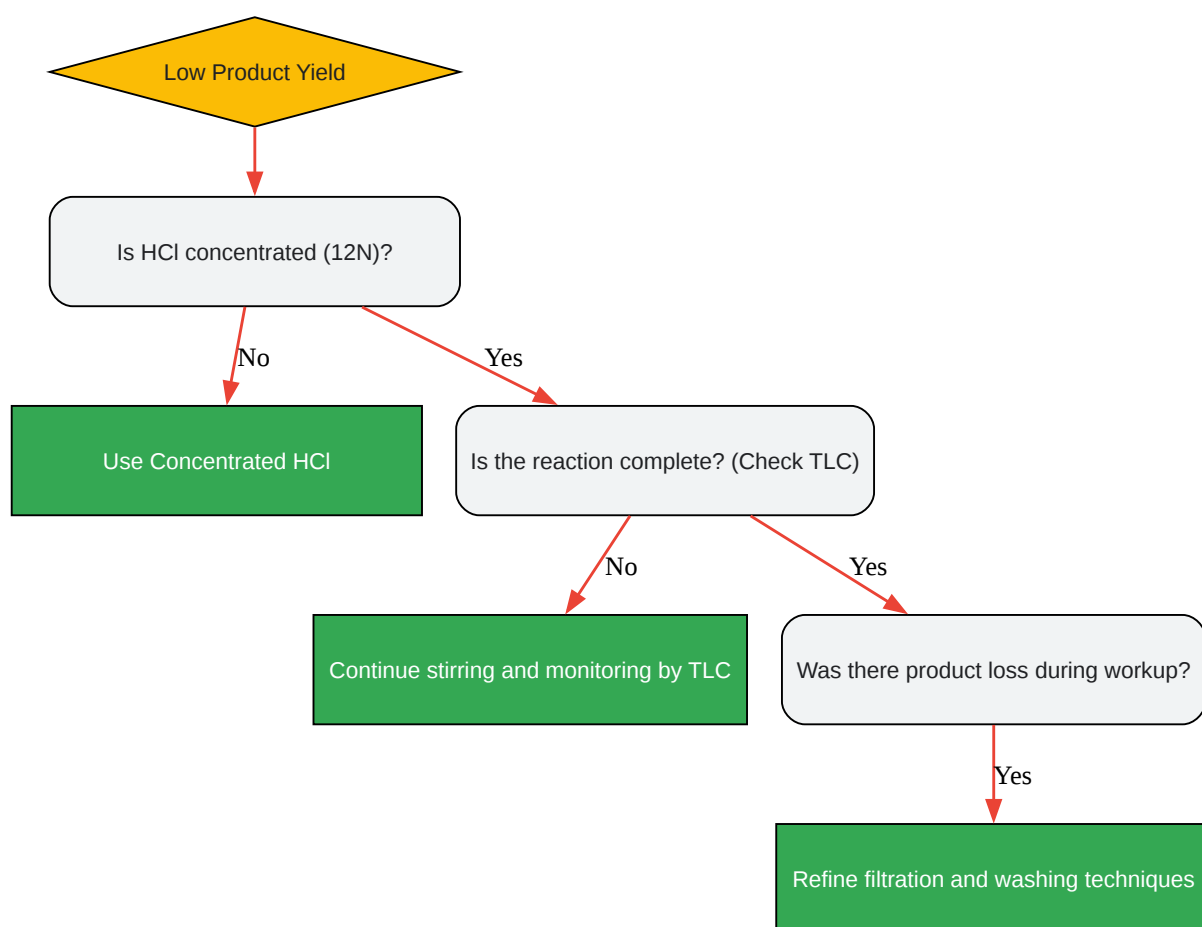 Low Product Yield
Is HCl concentrated (12N)?
No
Yes
Use Concentrated HCl
Is the reaction complete? (Check TLC)
No
Yes
Continue stirring and monitoring by TLC
Was there product loss during workup?
Yes
Refine filtration and washing techniques